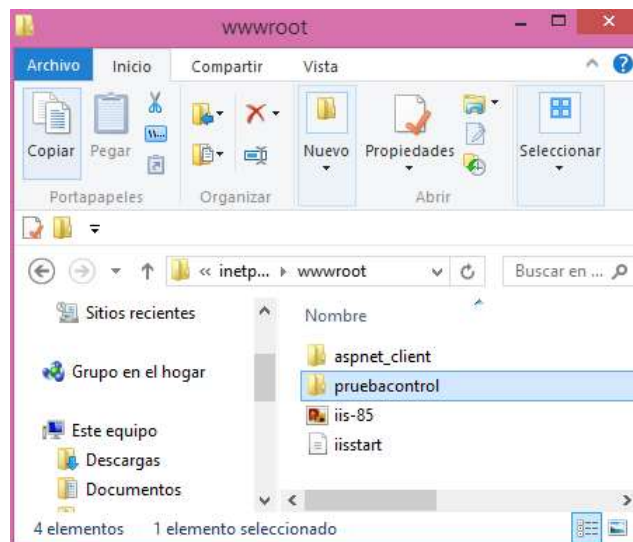 wwwroot
Archivo Inicio Compartir Vista
Copiar Pegar Nuevo Propiedades Seleccionar
Portapapeles Organizar Abrir
« inetp... wwwroot Buscar en ...
Sitios recientes
Grupo en el hogar
Este equipo
Descargas
Documentos
Nombre
aspnet_client
pruebacontrol
iis-85
iisstart
4 elementos 1 elemento seleccionado